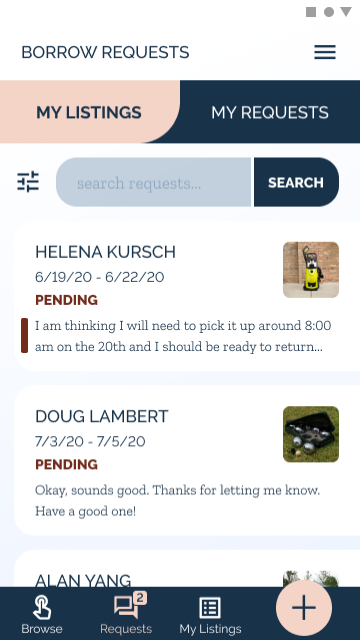 BORROW REQUESTS
MY LISTINGS
MY REQUESTS
search requests...
SEARCH
HELENA KURSCH
6/19/20 - 6/22/20
PENDING
I am thinking I will need to pick it up around 8:00
am on the 20th and I should be ready to return...
DOUG LAMBERT
7/3/20 - 7/5/20
PENDING
Okay, sounds good. Thanks for letting me know.
Have a good one!
ALAN YANG
2
Browse
Requests
My Listings